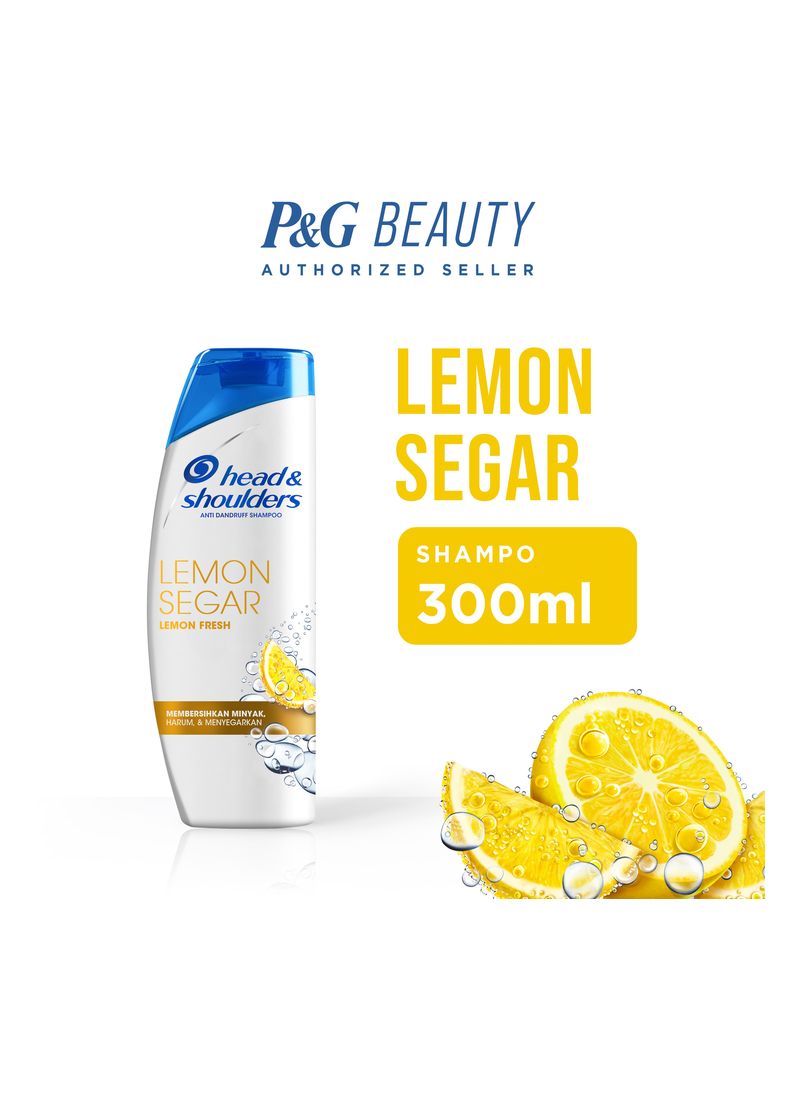 P&G BEAUTY
AUTHORIZED SELLER
LEMON
SEGAR
SHAMPO
300ml
head &
shoulders
ANTI DANDRUFF SHAMPOO
LEMON
SEGAR
LEMON FRESH
MEMBERSIHKAN MINYAK,
HARUM, & MENYEGARKAN